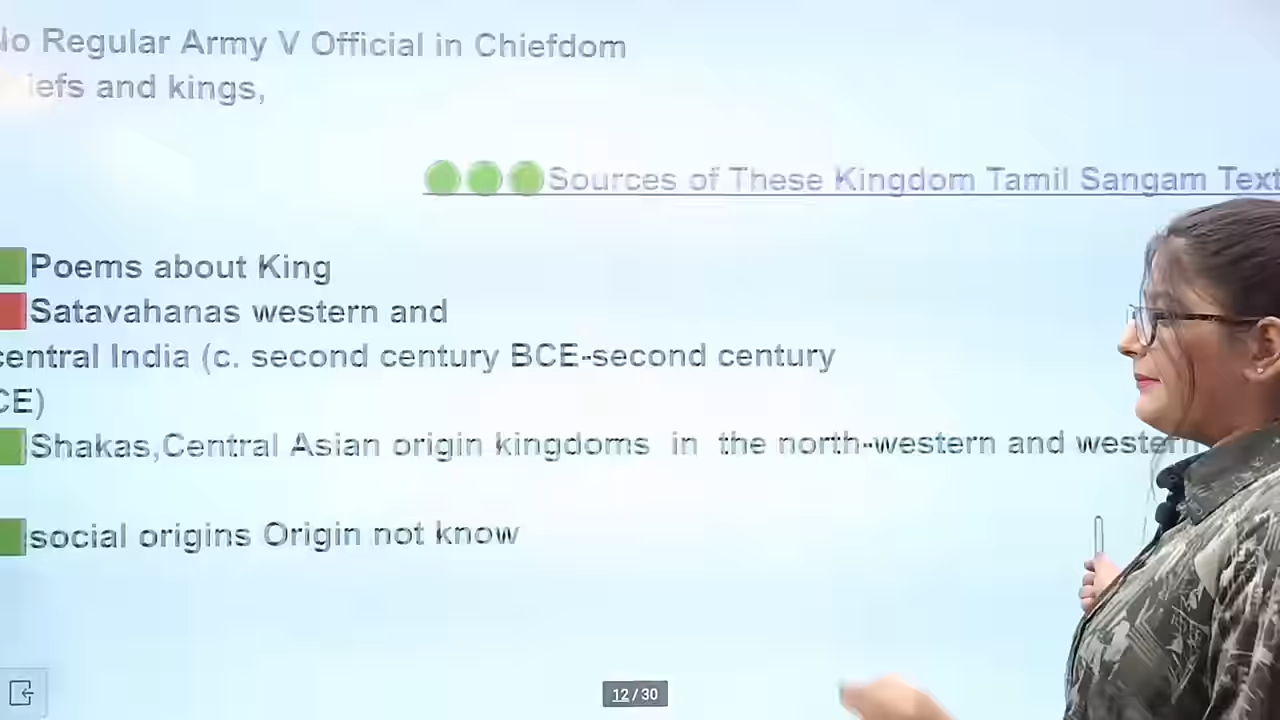 No Regular Army V Official in Chiefdom
iefs and kings,
Sources of These Kingdom Tamil Sangam Text
Poems about King
Satavahanas western and
central India (c. second century BCE-second century
CE)
Shakas,Central Asian origin kingdoms in the north-western and western
social origins Origin not know
12 / 30